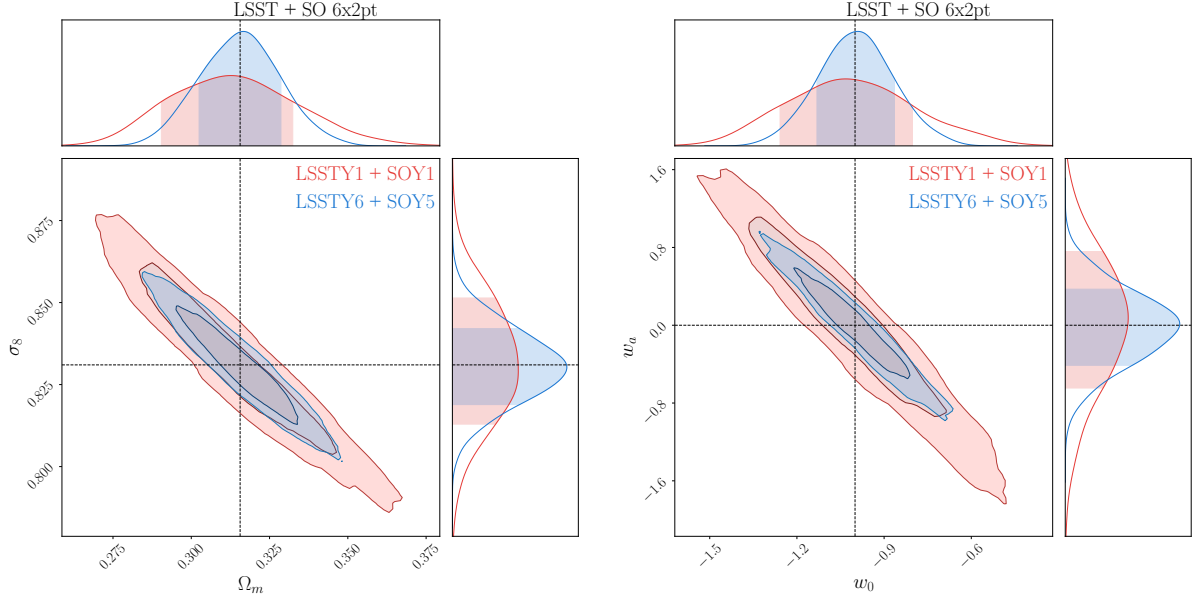 LSST + SO 6x2pt
LSSTY1 + SOY1
LSSTY6 + SOY5
0.875
0.850
0.825
0.800
σ₈
0.275
0.300
0.325
0.350
0.375
Ωₘ
LSST + SO 6x2pt
LSSTY1 + SOY1
LSSTY6 + SOY5
1.6
0.8
0.0
−0.8
−1.6
wₐ
−1.5
−1.2
−0.9
−0.6
w₀